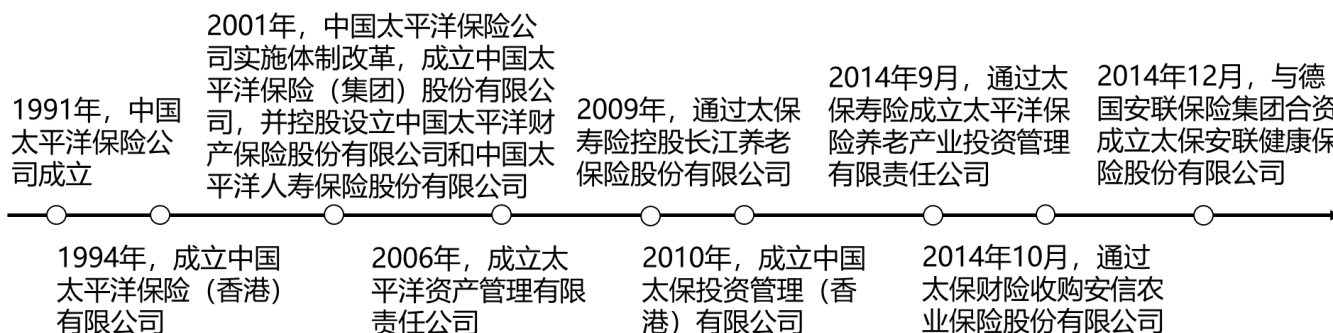 1991年，中国
太平洋保险公
司成立
1994年，成立中国
太平洋保险（香港）
有限公司
2001年，中国太平洋保险公
司实施体制改革，成立中国太
平洋保险（集团）股份有限公
司，并控股设立中国太平洋财
产保险股份有限公司和中国太
平洋人寿保险股份有限公司
2006年，成立太
平洋资产管理有限
责任公司
2009年，通过太保
寿险控股长江养老
保险股份有限公司
2010年，成立中国
太保投资管理（香
港）有限公司
2014年9月，通过太
保寿险成立太平洋保
险养老产业投资管理
有限责任公司
2014年10月，通过
太保财险收购安信农
业保险股份有限公司
2014年12月，与德
国安联保险集团合资
成立太保安联健康保
险股份有限公司